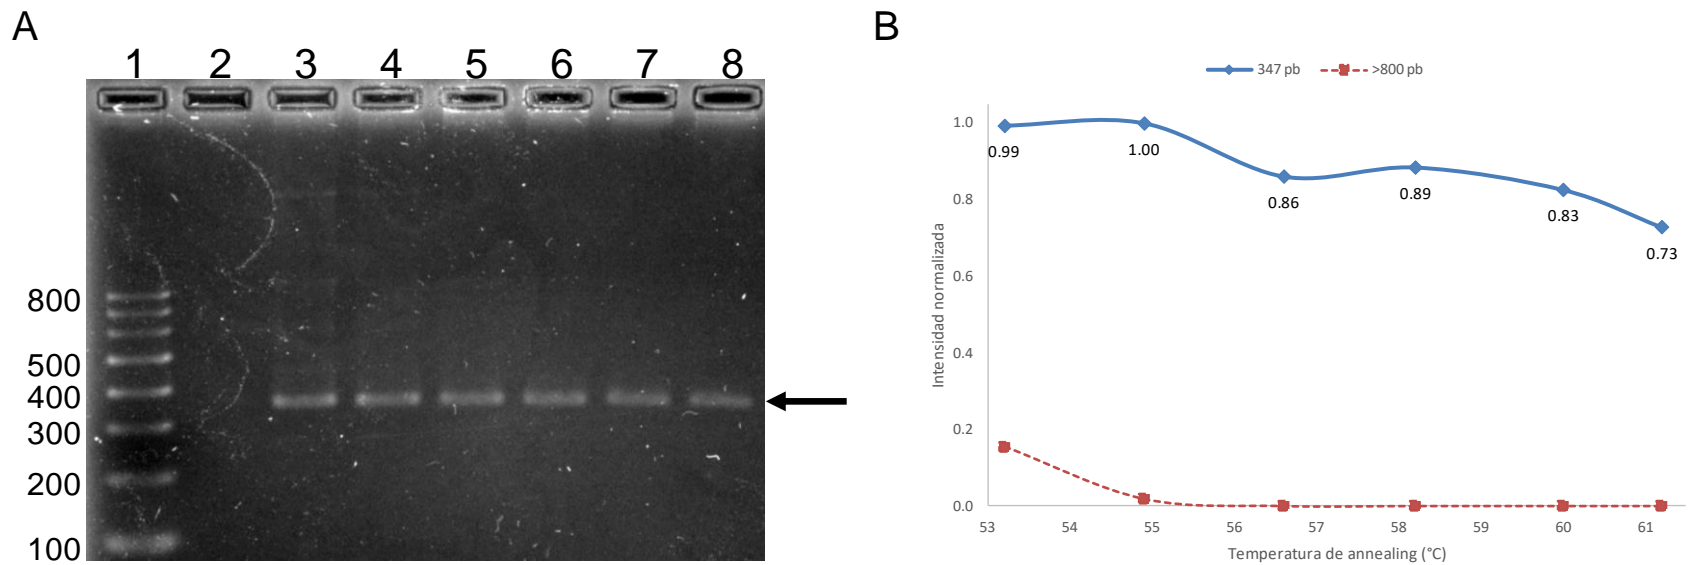 A
1 2 3 4 5 6 7 8
800
500
400
300
200
100
B
347 pb
>800 pb
Intensidad normalizada
1.0
0.8
0.6
0.4
0.2
0.0
0.99
1.00
0.86
0.89
0.83
0.73
53 54 55 56 57 58 59 60 61
Temperatura de annealing (°C)